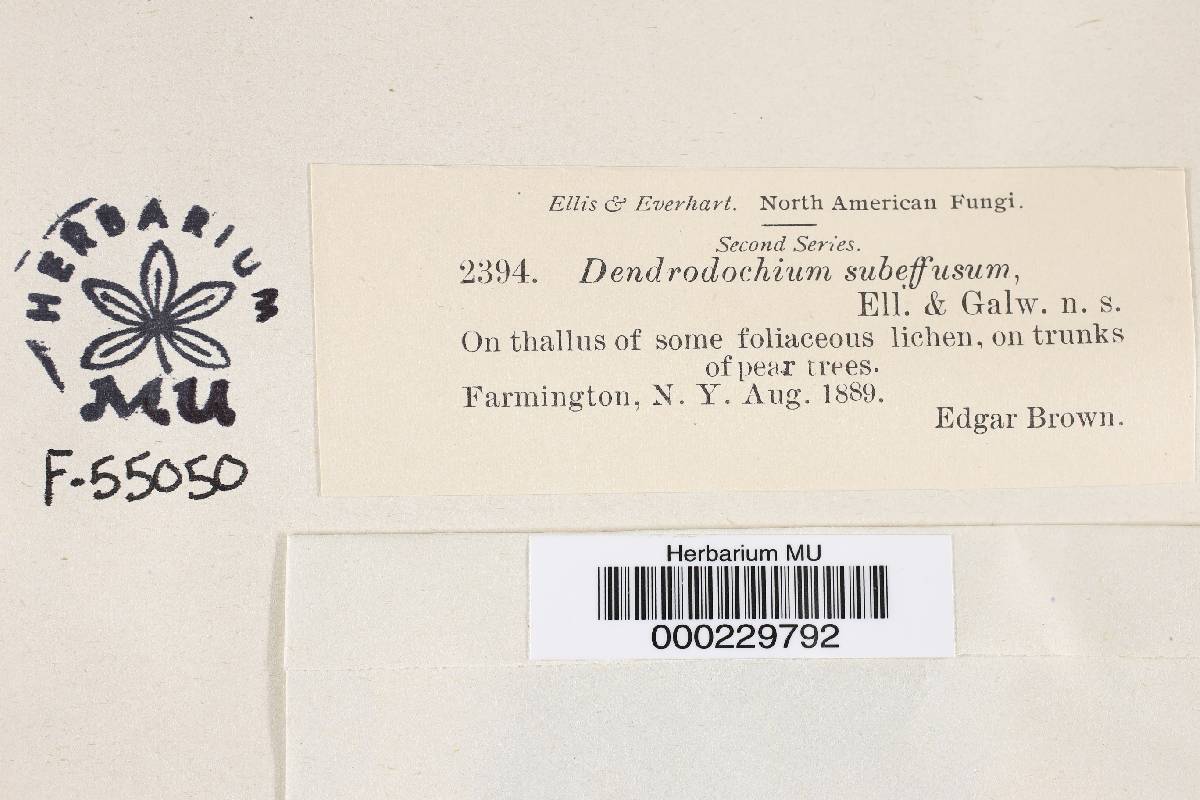 HERBARIUM
MU
F-55050
Ellis & Everhart. North American Fungi.
Second Series.
2394. Dendrodochium subeffusum,
Ell. & Galw. n. s.
On thallus of some foliaceous lichen, on trunks
of pear trees.
Farmington, N. Y. Aug. 1889.
Edgar Brown.
Herbarium MU
000229792